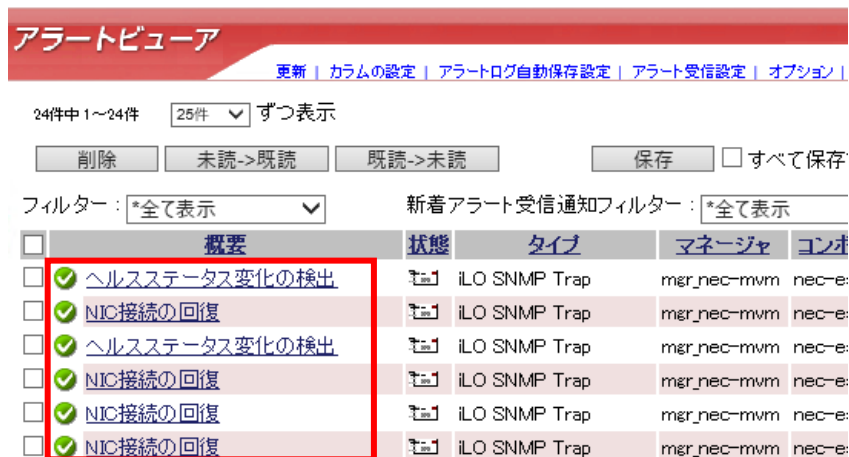 アラートビューア
更新 | カラムの設定 | アラートログ自動保存設定 | アラート受信設定 | オプション |
24件中 1~24件 25件 ずつ表示
削除 未読->既読 既読->未読 保存 すべて保存
フィルター : *全て表示 新着アラート受信通知フィルター : *全て表示
概要 状態 タイプ マネージャ コンポ
ヘルスステータス変化の検出 iLO SNMP Trap mgr_nec-mvm nec-e
NIC接続の回復 iLO SNMP Trap mgr_nec-mvm nec-e
ヘルスステータス変化の検出 iLO SNMP Trap mgr_nec-mvm nec-e
NIC接続の回復 iLO SNMP Trap mgr_nec-mvm nec-e
NIC接続の回復 iLO SNMP Trap mgr_nec-mvm nec-e
NIC接続の回復 iLO SNMP Trap mgr_nec-mvm nec-e